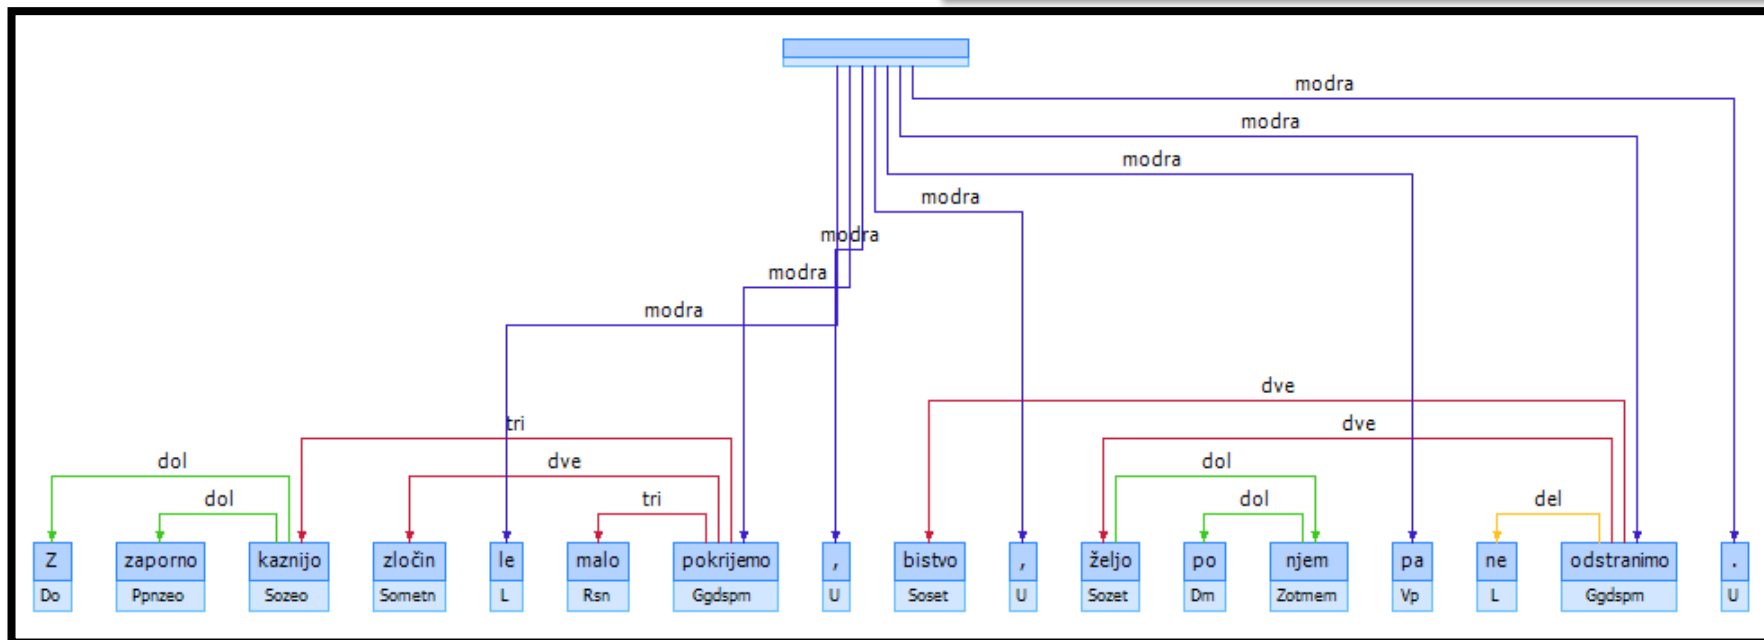 modra
modra
modra
modra
modra
modra
modra
dve
tri dve
dol dve dol
dol tri dol del
Z zaporno kaznijo zločin le malo pokrijemo , bistvo , željo po njem pa ne odstranimo .
Do Ppnzeo Sozeo Sometn L Rsn Ggdspm U Soset U Sozet Dm Zotmem Vp L Ggdspm U